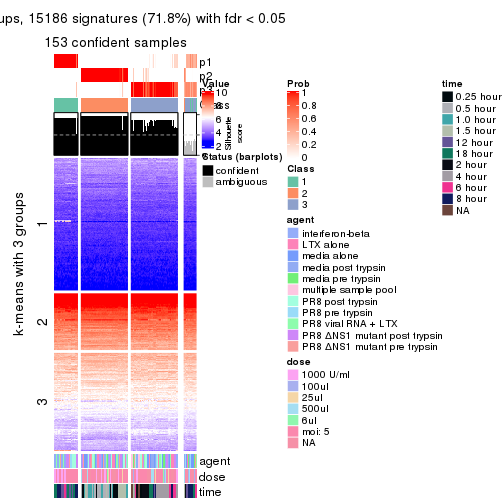 ups, 15186 signatures (71.8%) with fdr < 0.05
153 confident samples
p1
p2
Value
10
6
4
2
Silhouette
score
Status (barplots)
confident
ambiguous
k-means with 3 groups
1
2
3
agent
dose
time
Prob
1
0.8
0.6
0.4
0.2
0
Class
1
2
3
agent
interferon-beta
LTX alone
media alone
media post trypsin
media pre trypsin
multiple sample pool
PR8 post trypsin
PR8 pre trypsin
PR8 viral RNA + LTX
PR8 ΔNS1 mutant post trypsin
PR8 ΔNS1 mutant pre trypsin
dose
1000 U/ml
100ul
25ul
500ul
6ul
moi: 5
NA
time
0.25 hour
0.5 hour
1.0 hour
1.5 hour
12 hour
18 hour
2 hour
4 hour
6 hour
8 hour
NA